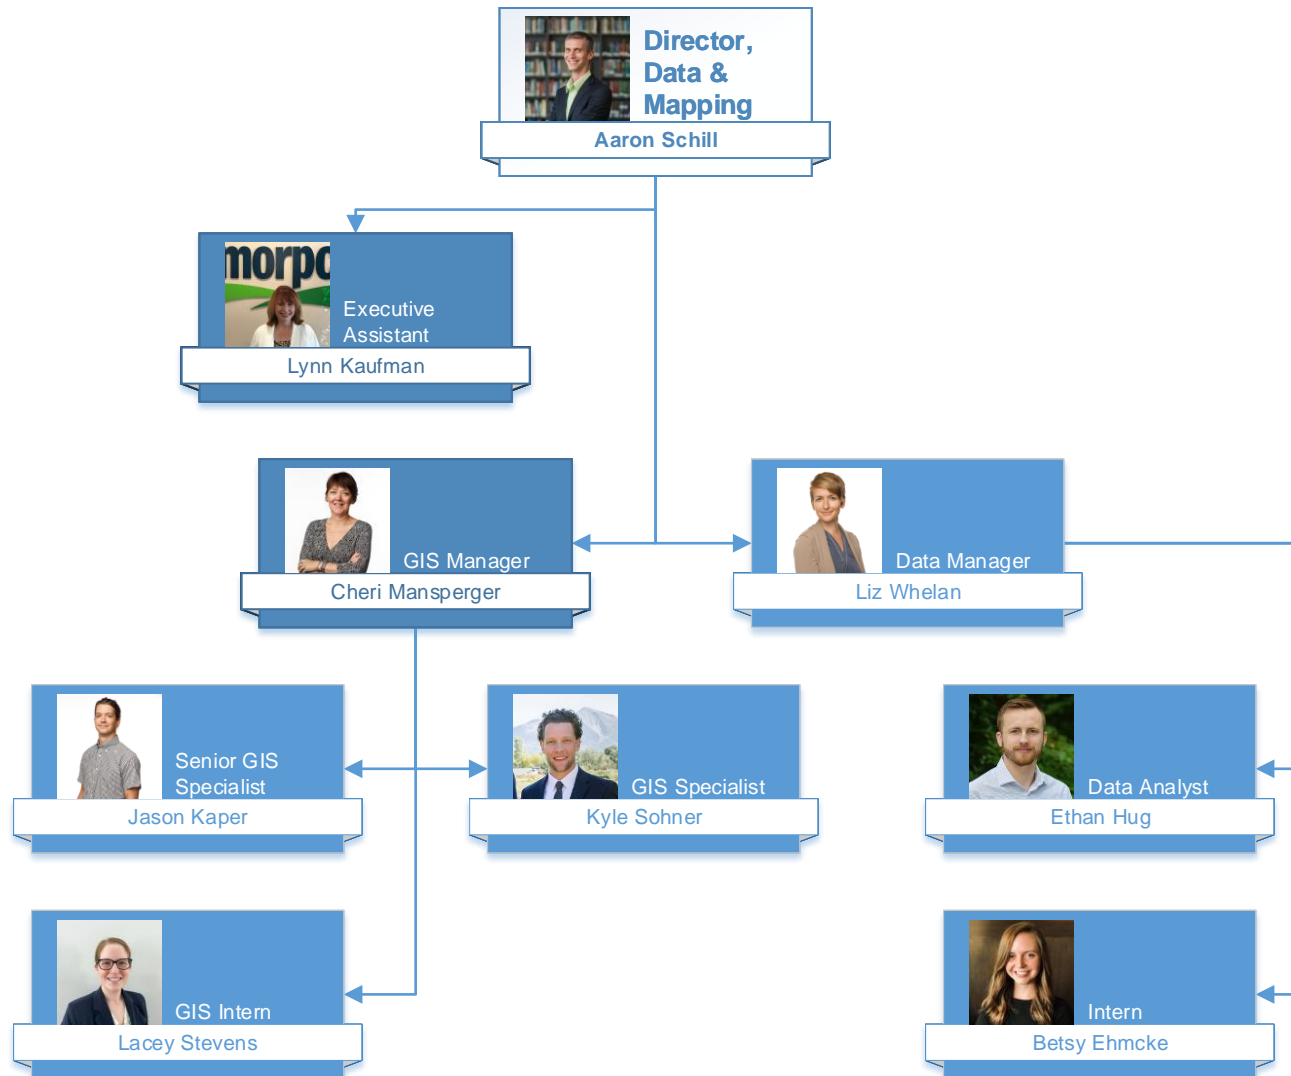 Director,
Data &
Mapping
Aaron Schill
morpc
Executive
Assistant
Lynn Kaufman
GIS Manager
Cheri Mansperger
Data Manager
Liz Whelan
Senior GIS
Specialist
Jason Kaper
GIS Specialist
Kyle Sohner
Data Analyst
Ethan Hug
GIS Intern
Lacey Stevens
Intern
Betsy Ehmcke